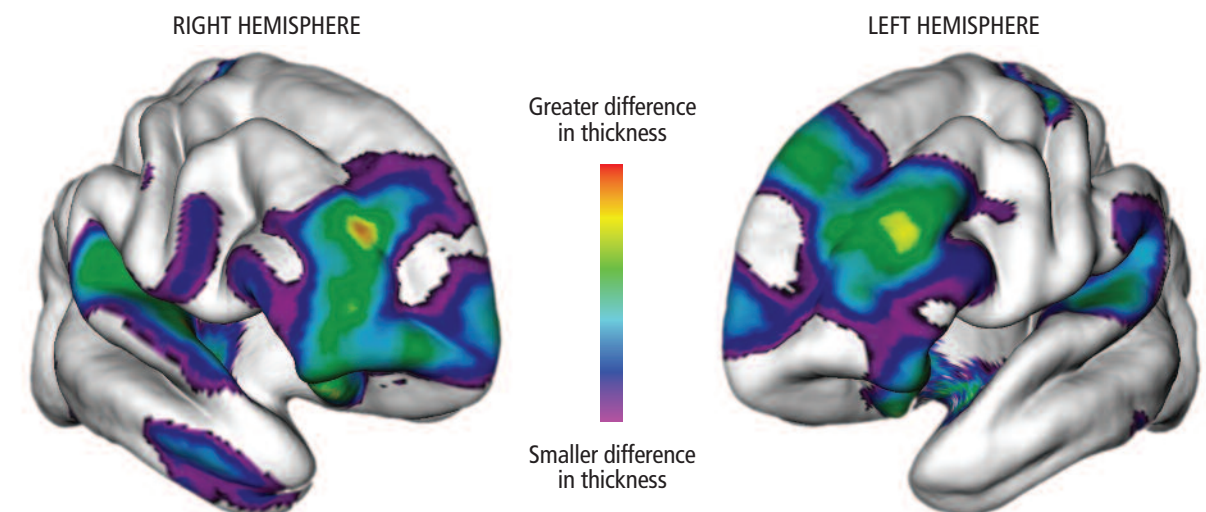 RIGHT HEMISPHERE
LEFT HEMISPHERE
Greater difference
in thickness
Smaller difference
in thickness